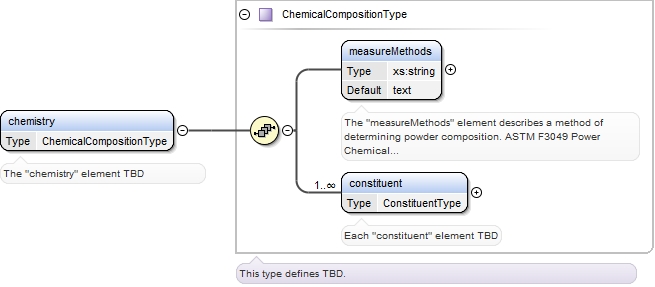 ChemicalCompositionType
measureMethods
Type xs:string
Default text
The "measureMethods" element describes a method of
determining powder composition. ASTM F3049 Power
Chemical...
chemistry
Type ChemicalCompositionType
The "chemistry" element TBD
1..∞
constituent
Type ConstituentType
Each "constituent" element TBD
This type defines TBD.